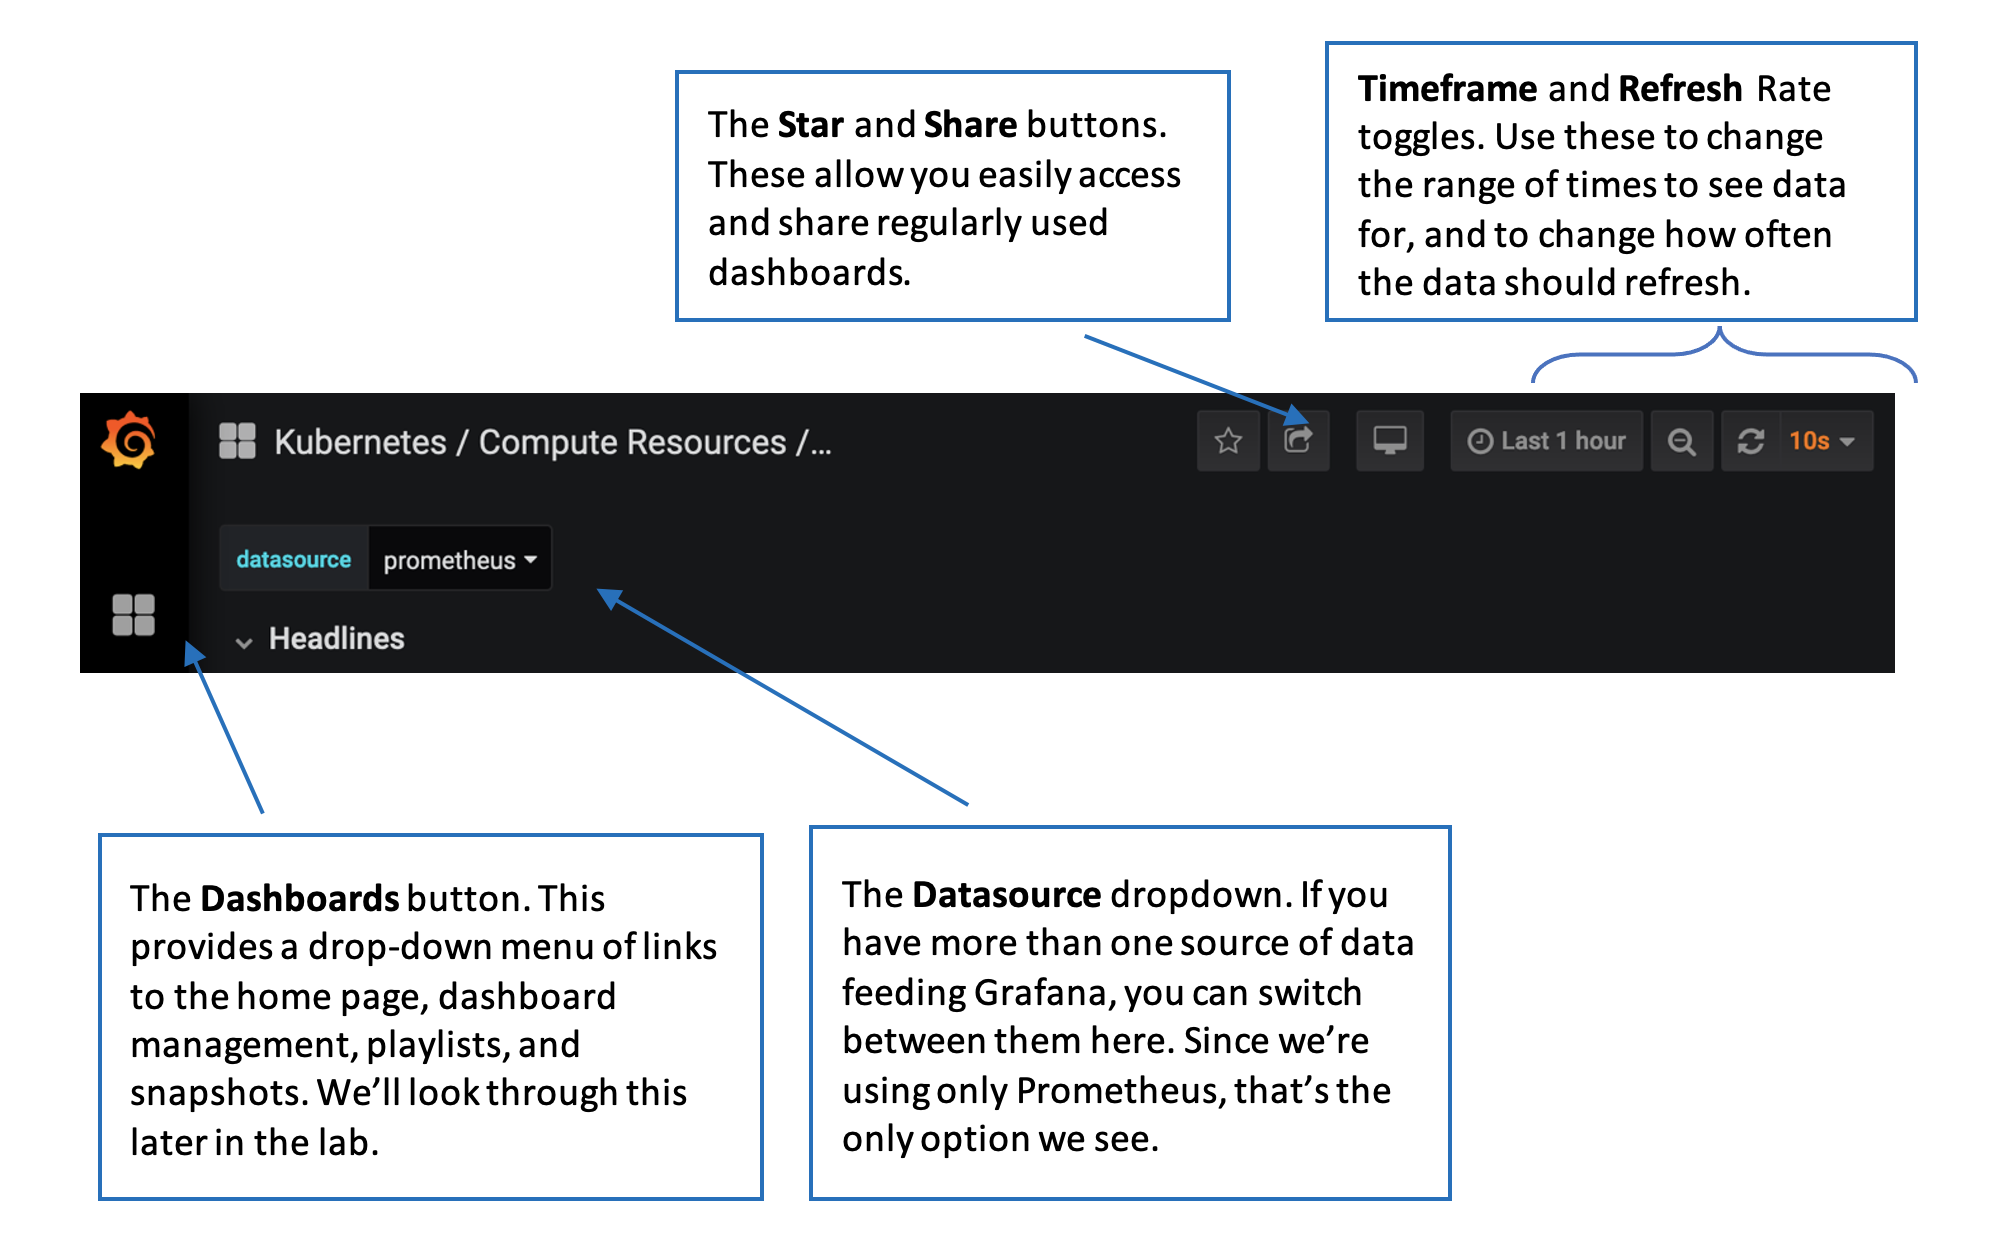 The Star and Share buttons.
These allow you easily access
and share regularly used
dashboards.
Timeframe and Refresh Rate
toggles. Use these to change
the range of times to see data
for, and to change how often
the data should refresh.
Kubernetes / Compute Resources /...
Last 1 hour
10s
datasource
prometheus
Headlines
The Dashboards button. This
provides a drop-down menu of links
to the home page, dashboard
management, playlists, and
snapshots. We’ll look through this
later in the lab.
The Datasource dropdown. If you
have more than one source of data
feeding Grafana, you can switch
between them here. Since we’re
using only Prometheus, that’s the
only option we see.